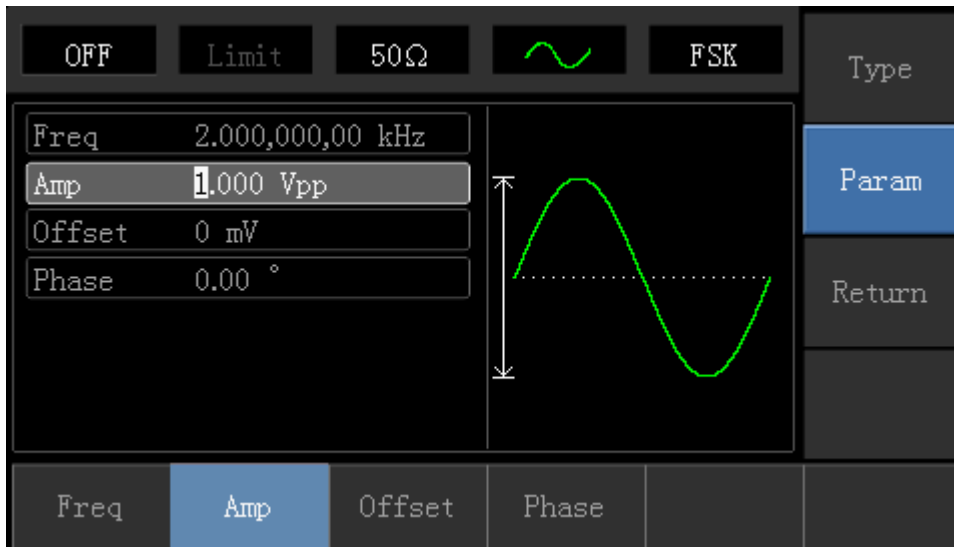 OFF Limit 50Ω FSK
Type
Freq 2.000,000,00 kHz
Amp 1.000 Vpp
Param
Offset 0 mV
Phase 0.00 °
Return
Freq Amp Offset Phase